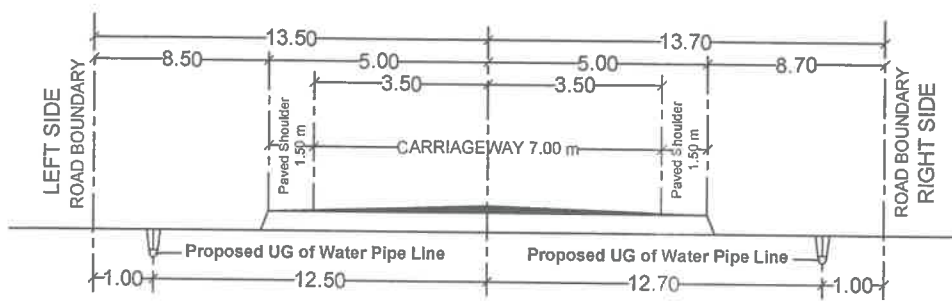 13.50 13.70
8.50 5.00 5.00 8.70
3.50 3.50
LEFT SIDE
ROAD BOUNDARY
Paved Shoulder
1.50 m
CARRIAGEWAY 7.00 m
Paved Shoulder
1.50 m
ROAD BOUNDARY
RIGHT SIDE
Proposed UG of Water Pipe Line Proposed UG of Water Pipe Line
1.00 12.50 12.70 1.00